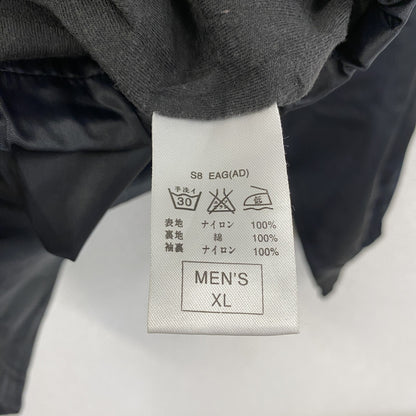 S8 EAG(AD)
手洗イ
30
表地 ナイロン 100%
裏地 綿 100%
袖裏 ナイロン 100%
MEN'S
XL